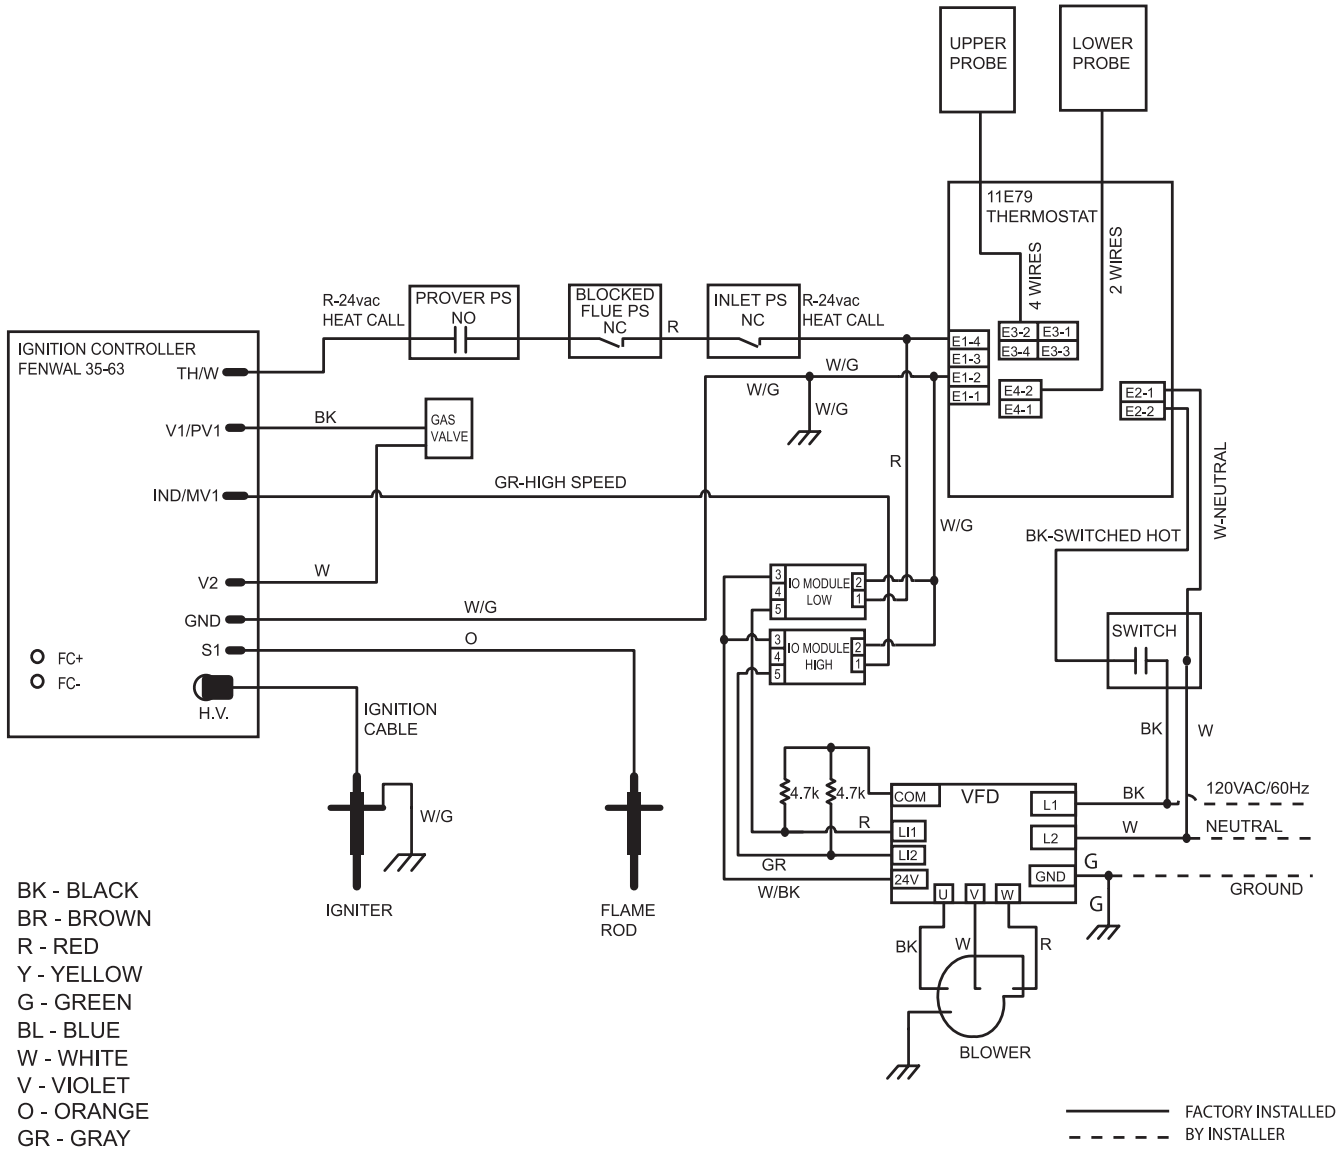 UPPER
PROBE
LOWER
PROBE
11E79
THERMOSTAT
4 WIRES
2 WIRES
R-24vac
HEAT CALL
PROVER PS
NO
BLOCKED
FLUE PS
NC
R
INLET PS
NC
R-24vac
HEAT CALL
E1-4
E1-3
E1-2
E1-1
E3-2
E3-1
E3-4
E3-3
E4-2
E4-1
E2-1
E2-2
IGNITION CONTROLLER
FENWAL 35-63
TH/W
V1/PV1
IND/MV1
V2
GND
S1
FC+
FC-
H.V.
BK
GAS
VALVE
W/G
W/G
W/G
R
GR-HIGH SPEED
W
W/G
O
W/G
BK-SWITCHED HOT
W-NEUTRAL
3
4
5
IO MODULE
LOW
2
1
3
4
5
IO MODULE
HIGH
2
1
SWITCH
IGNITION
CABLE
BK
W
4.7k
4.7k
COM
VFD
L1
BK
120VAC/60Hz
W/G
R
LI1
L2
W
NEUTRAL
GR
LI2
GND
G
W/BK
24V
GROUND
U
V
W
G
IGNITER
FLAME
ROD
BK
W
R
BLOWER
BK - BLACK
BR - BROWN
R - RED
Y - YELLOW
G - GREEN
BL - BLUE
W - WHITE
V - VIOLET
O - ORANGE
GR - GRAY
FACTORY INSTALLED
BY INSTALLER